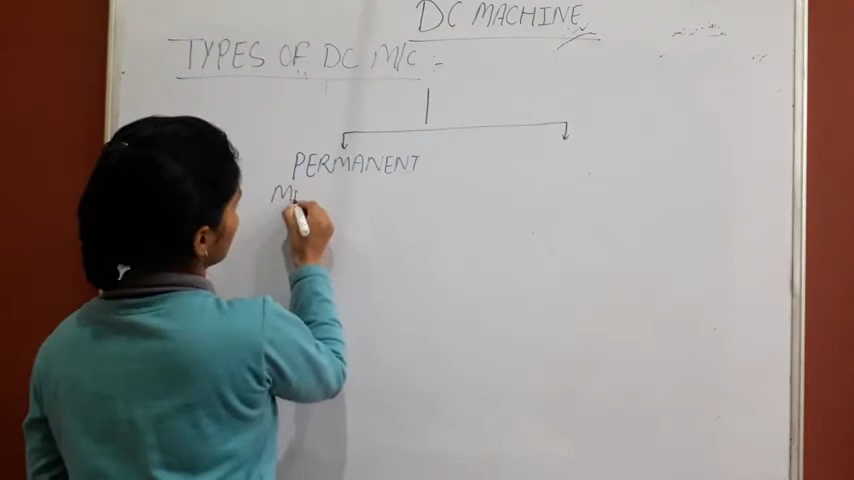 DC MACHINE
TYPES OF DC M/C :-
PERMANENT
M